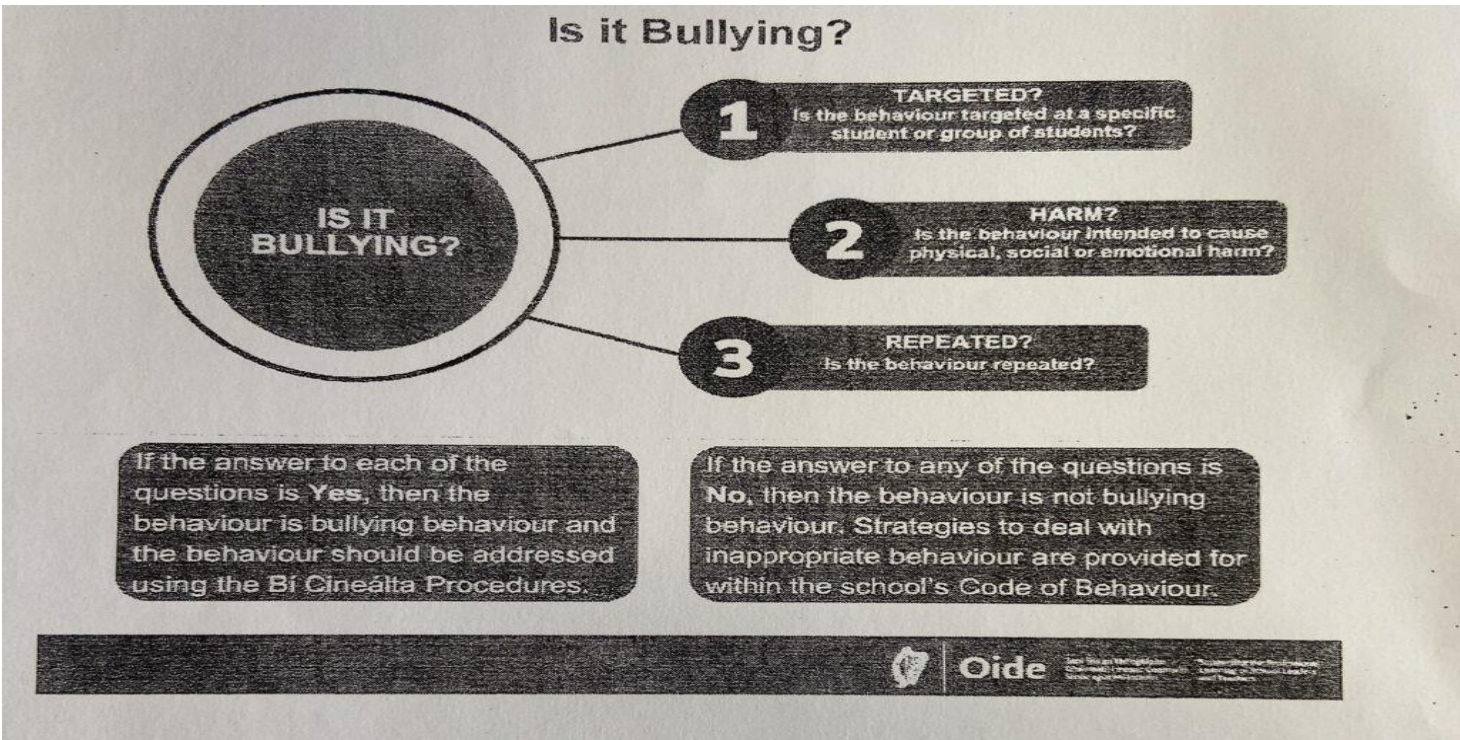 Is it Bullying?
IS IT
BULLYING?
1
TARGETED?
Is the behaviour targeted at a specific
student or group of students?
2
HARM?
Is the behaviour intended to cause
physical, social or emotional harm?
3
REPEATED?
Is the behaviour repeated?
If the answer to each of the
questions is Yes, then the
behaviour is bullying behaviour and
the behaviour should be addressed
using the Bí Cineálta Procedures.
If the answer to any of the questions is
No, then the behaviour is not bullying
behaviour. Strategies to deal with
inappropriate behaviour are provided for
within the school's Code of Behaviour.
Oide